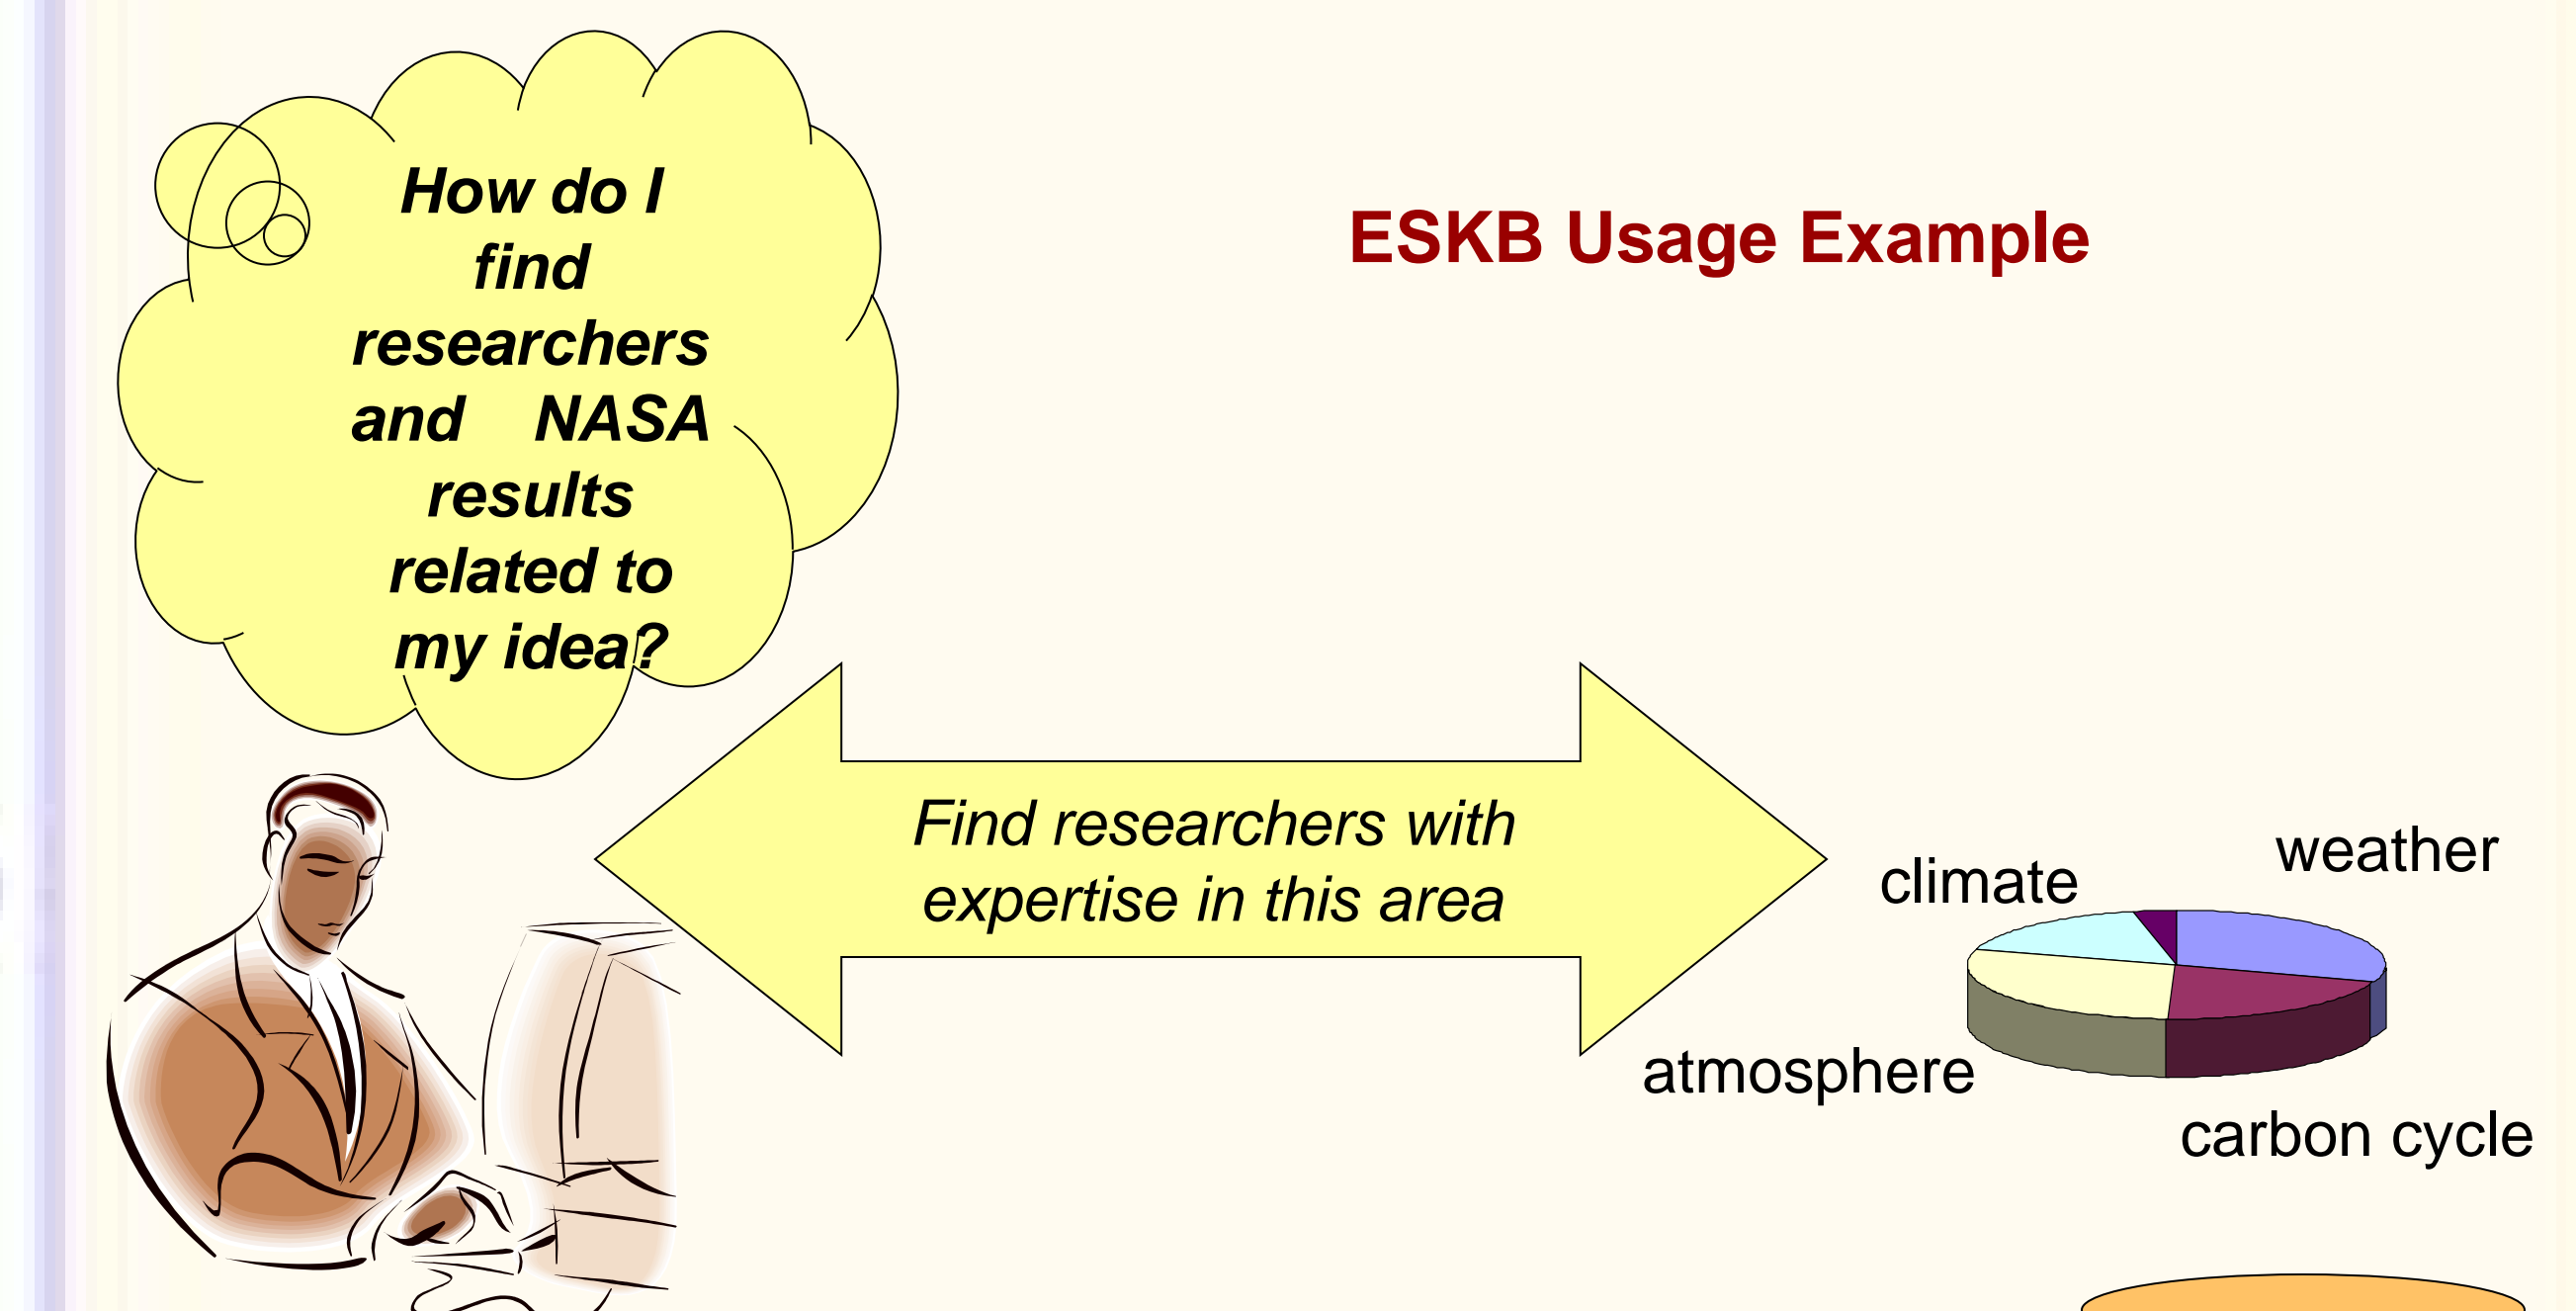 How do I
find
researchers
and NASA
results
related to
my idea?
ESKB Usage Example
Find researchers with
expertise in this area
climate
weather
atmosphere
carbon cycle